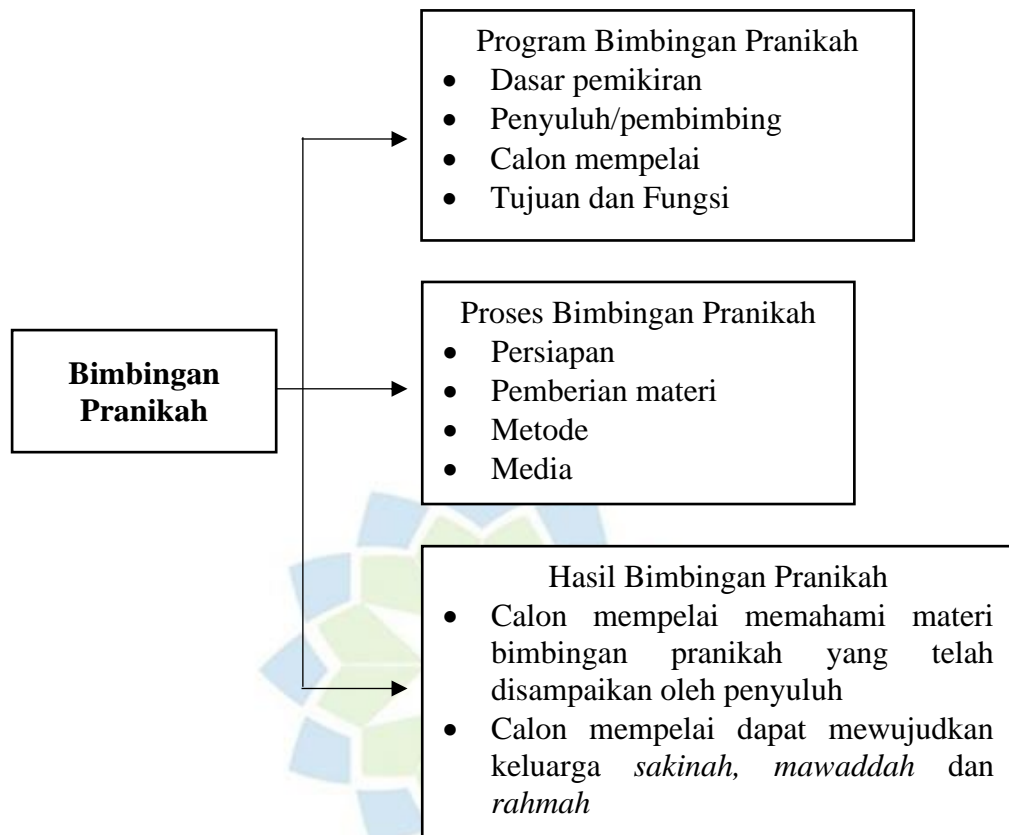 Program Bimbingan Pranikah
• Dasar pemikiran
• Penyuluh/pembimbing
• Calon mempelai
• Tujuan dan Fungsi
Bimbingan
Pranikah
Proses Bimbingan Pranikah
• Persiapan
• Pemberian materi
• Metode
• Media
Hasil Bimbingan Pranikah
• Calon mempelai memahami materi
bimbingan pranikah yang telah
disampaikan oleh penyuluh
• Calon mempelai dapat mewujudkan
keluarga sakinah, mawaddah dan
rahmah